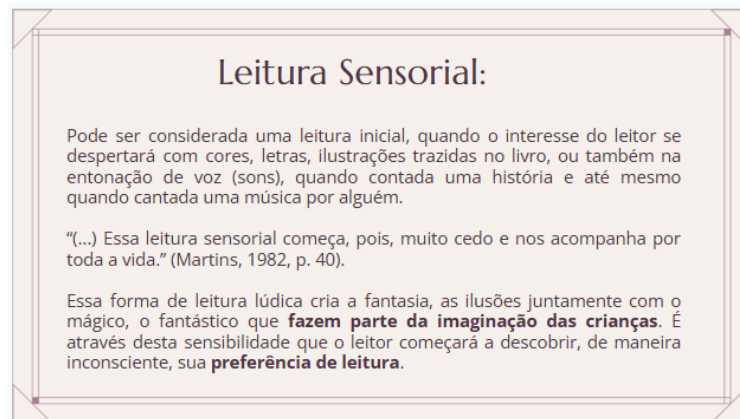 Leitura Sensorial:
Pode ser considerada uma leitura inicial, quando o interesse do leitor se
despertará com cores, letras, ilustrações trazidas no livro, ou também na
entonação de voz (sons), quando contada uma história e até mesmo
quando cantada uma música por alguém.
“(...) Essa leitura sensorial começa, pois, muito cedo e nos acompanha por
toda a vida.” (Martins, 1982, p. 40).
Essa forma de leitura lúdica cria a fantasia, as ilusões juntamente com o
mágico, o fantástico que fazem parte da imaginação das crianças. É
através desta sensibilidade que o leitor começará a descobrir, de maneira
inconsciente, sua preferência de leitura.